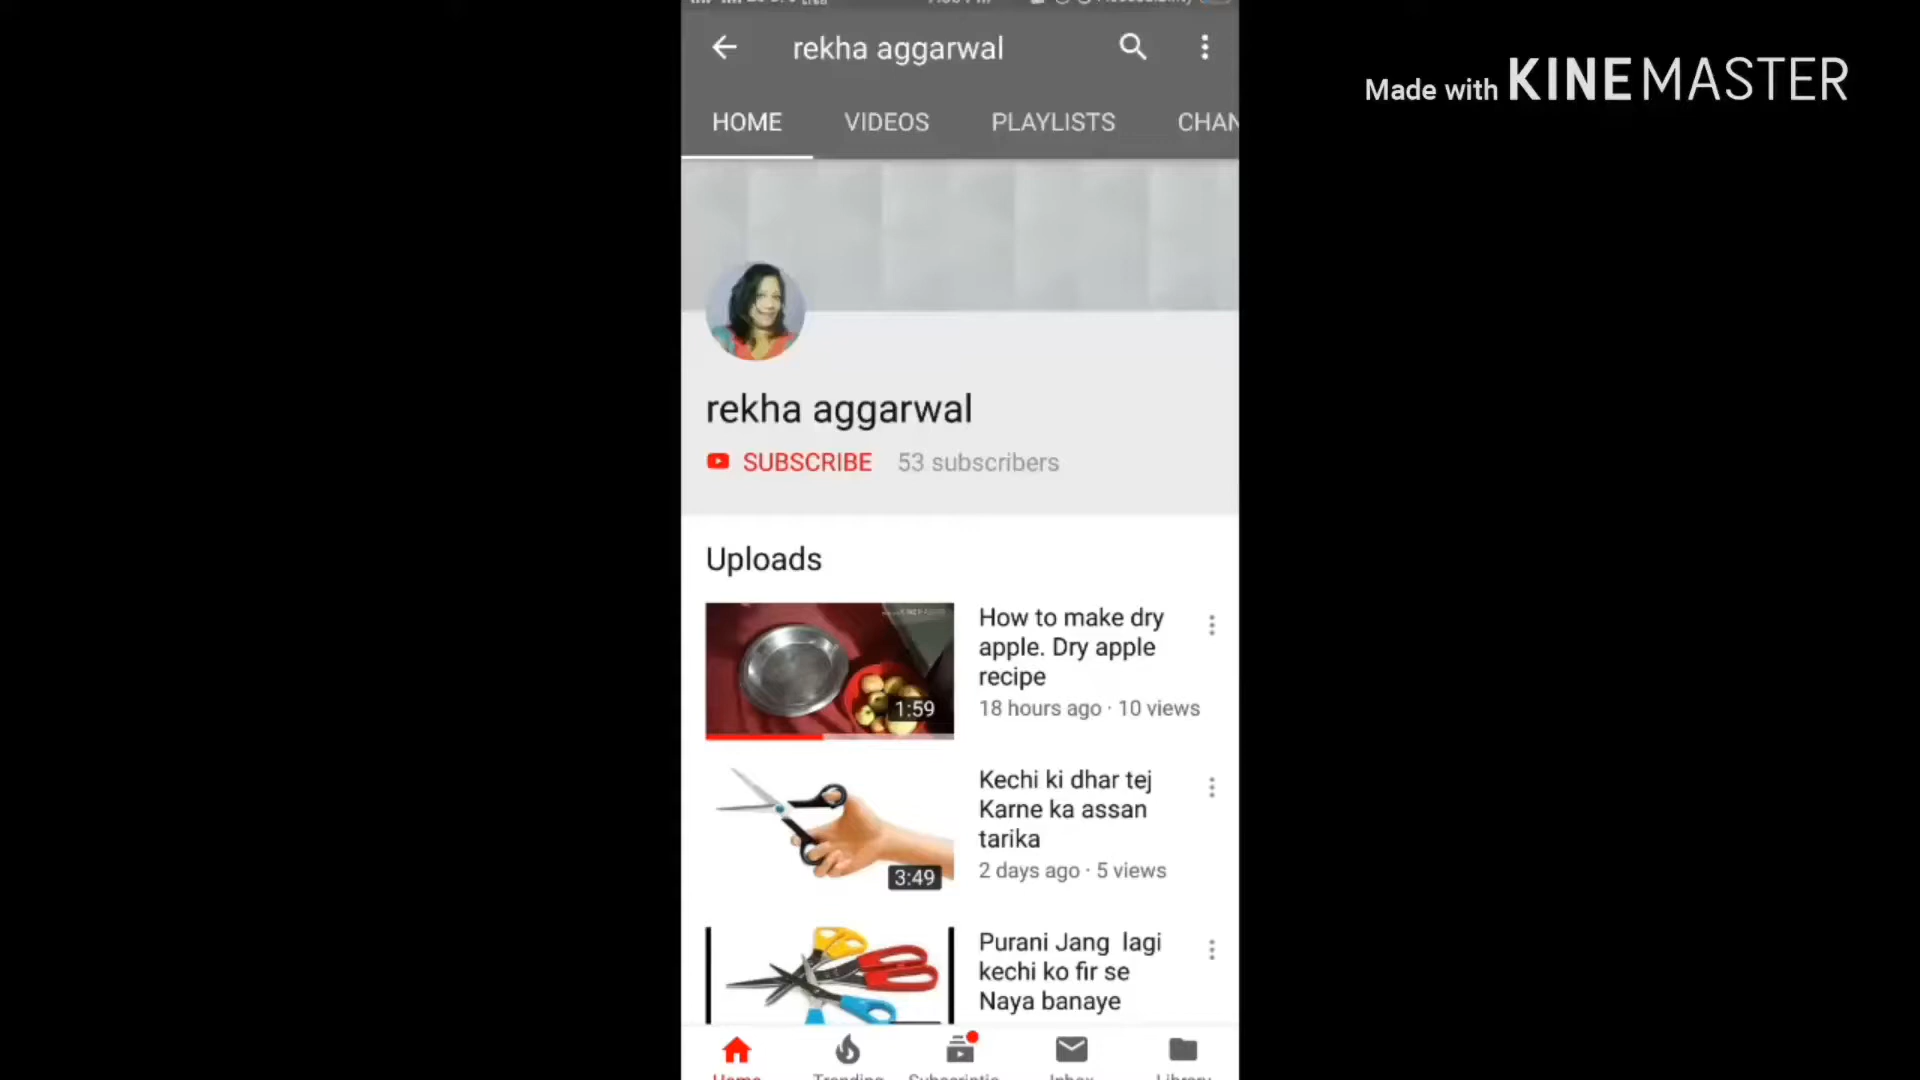 rekha aggarwal
Made with KINEMASTER
HOME VIDEOS PLAYLISTS CHAN
rekha aggarwal
SUBSCRIBE 53 subscribers
Uploads
How to make dry
apple. Dry apple
recipe
18 hours ago · 10 views
1:59
Kechi ki dhar tej
Karne ka assan
tarika
2 days ago · 5 views
3:49
Purani Jang lagi
kechi ko fir se
Naya banaye